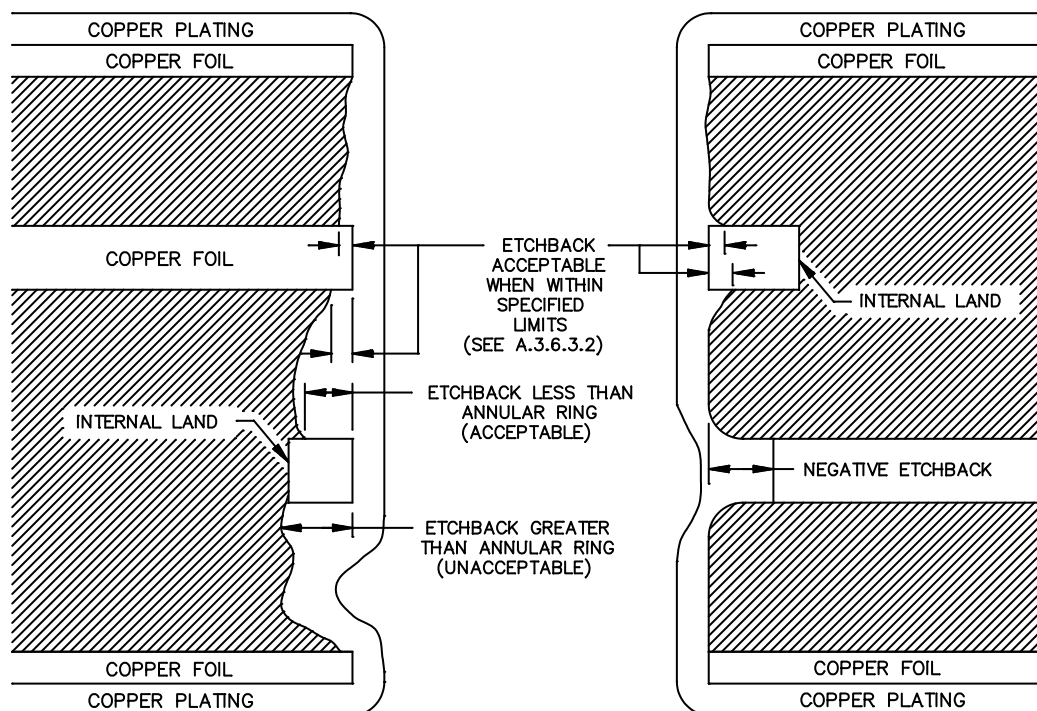 COPPER PLATING
COPPER FOIL
COPPER FOIL
INTERNAL LAND
COPPER FOIL
COPPER PLATING
ETCHBACK
ACCEPTABLE
WHEN WITHIN
SPECIFIED
LIMITS
(SEE A.3.6.3.2)
ETCHBACK LESS THAN
ANNULAR RING
(ACCEPTABLE)
ETCHBACK GREATER
THAN ANNULAR RING
(UNACCEPTABLE)
COPPER PLATING
COPPER FOIL
INTERNAL LAND
NEGATIVE ETCHBACK
COPPER FOIL
COPPER PLATING